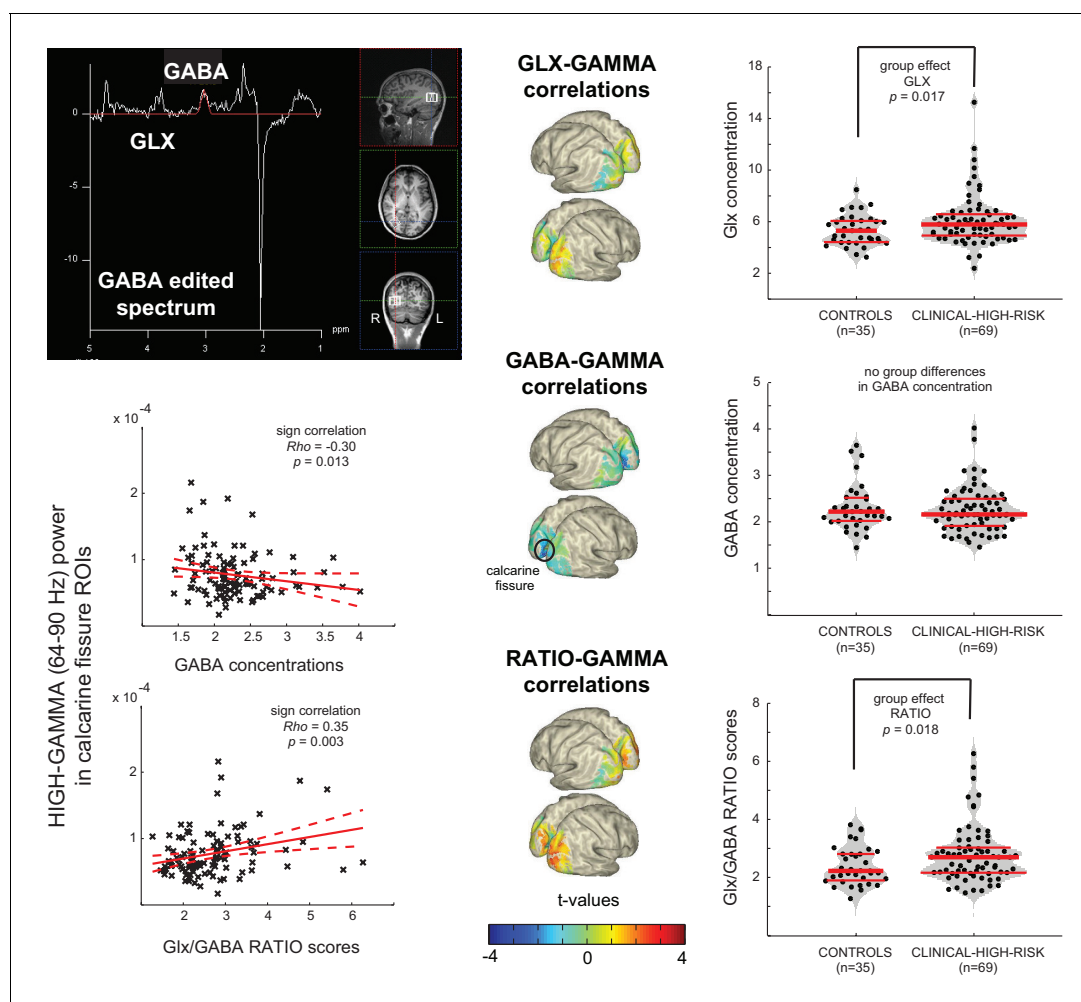 GABA
GLX
0
-5
-10
GABA edited
spectrum
ppm
5
4
3
2
1
R
L
x 10⁻⁴
sign correlation
Rho = -0.30
p = 0.013
2
1
1.5
2
2.5
3
3.5
4
GABA concentrations
x 10⁻⁴
sign correlation
Rho = 0.35
p = 0.003
2
1
2
3
4
5
6
Glx/GABA RATIO scores
HIGH-GAMMA (64-90 Hz) power
in calcarine fissure ROIs
GLX-GAMMA
correlations
GABA-GAMMA
correlations
calcarine
fissure
RATIO-GAMMA
correlations
t-values
-4
0
4
group effect
GLX
p = 0.017
Glx concentration
18
14
10
6
2
CONTROLS
(n=35)
CLINICAL-HIGH-RISK
(n=69)
no group differences
in GABA concentration
GABA concentration
5
4
3
2
1
CONTROLS
(n=35)
CLINICAL-HIGH-RISK
(n=69)
group effect
RATIO
p = 0.018
Glx/GABA RATIO scores
8
6
4
2
CONTROLS
(n=35)
CLINICAL-HIGH-RISK
(n=69)